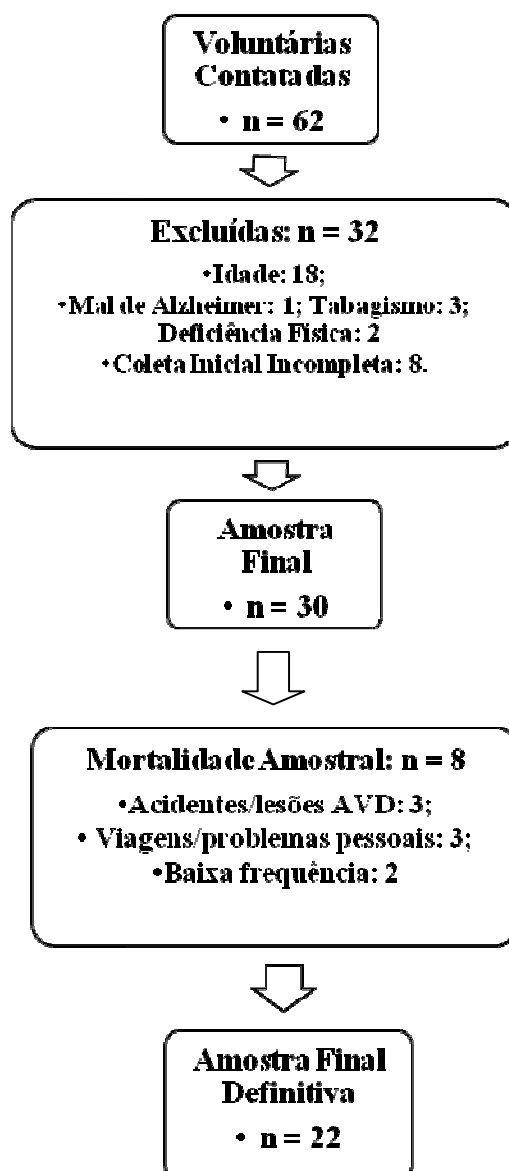 Voluntárias
Contatadas
• n = 62
Excluídas: n = 32
•Idade: 18;
•Mal de Alzheimer: 1; Tabagismo: 3;
Deficiência Física: 2
•Coleta Inicial Incompleta: 8.
Amostra
Final
• n = 30
Mortalidade Amostral: n = 8
•Acidentes/lesões AVD: 3;
• Viagens/problemas pessoais: 3;
•Baixa frequência: 2
Amostra Final
Definitiva
• n = 22